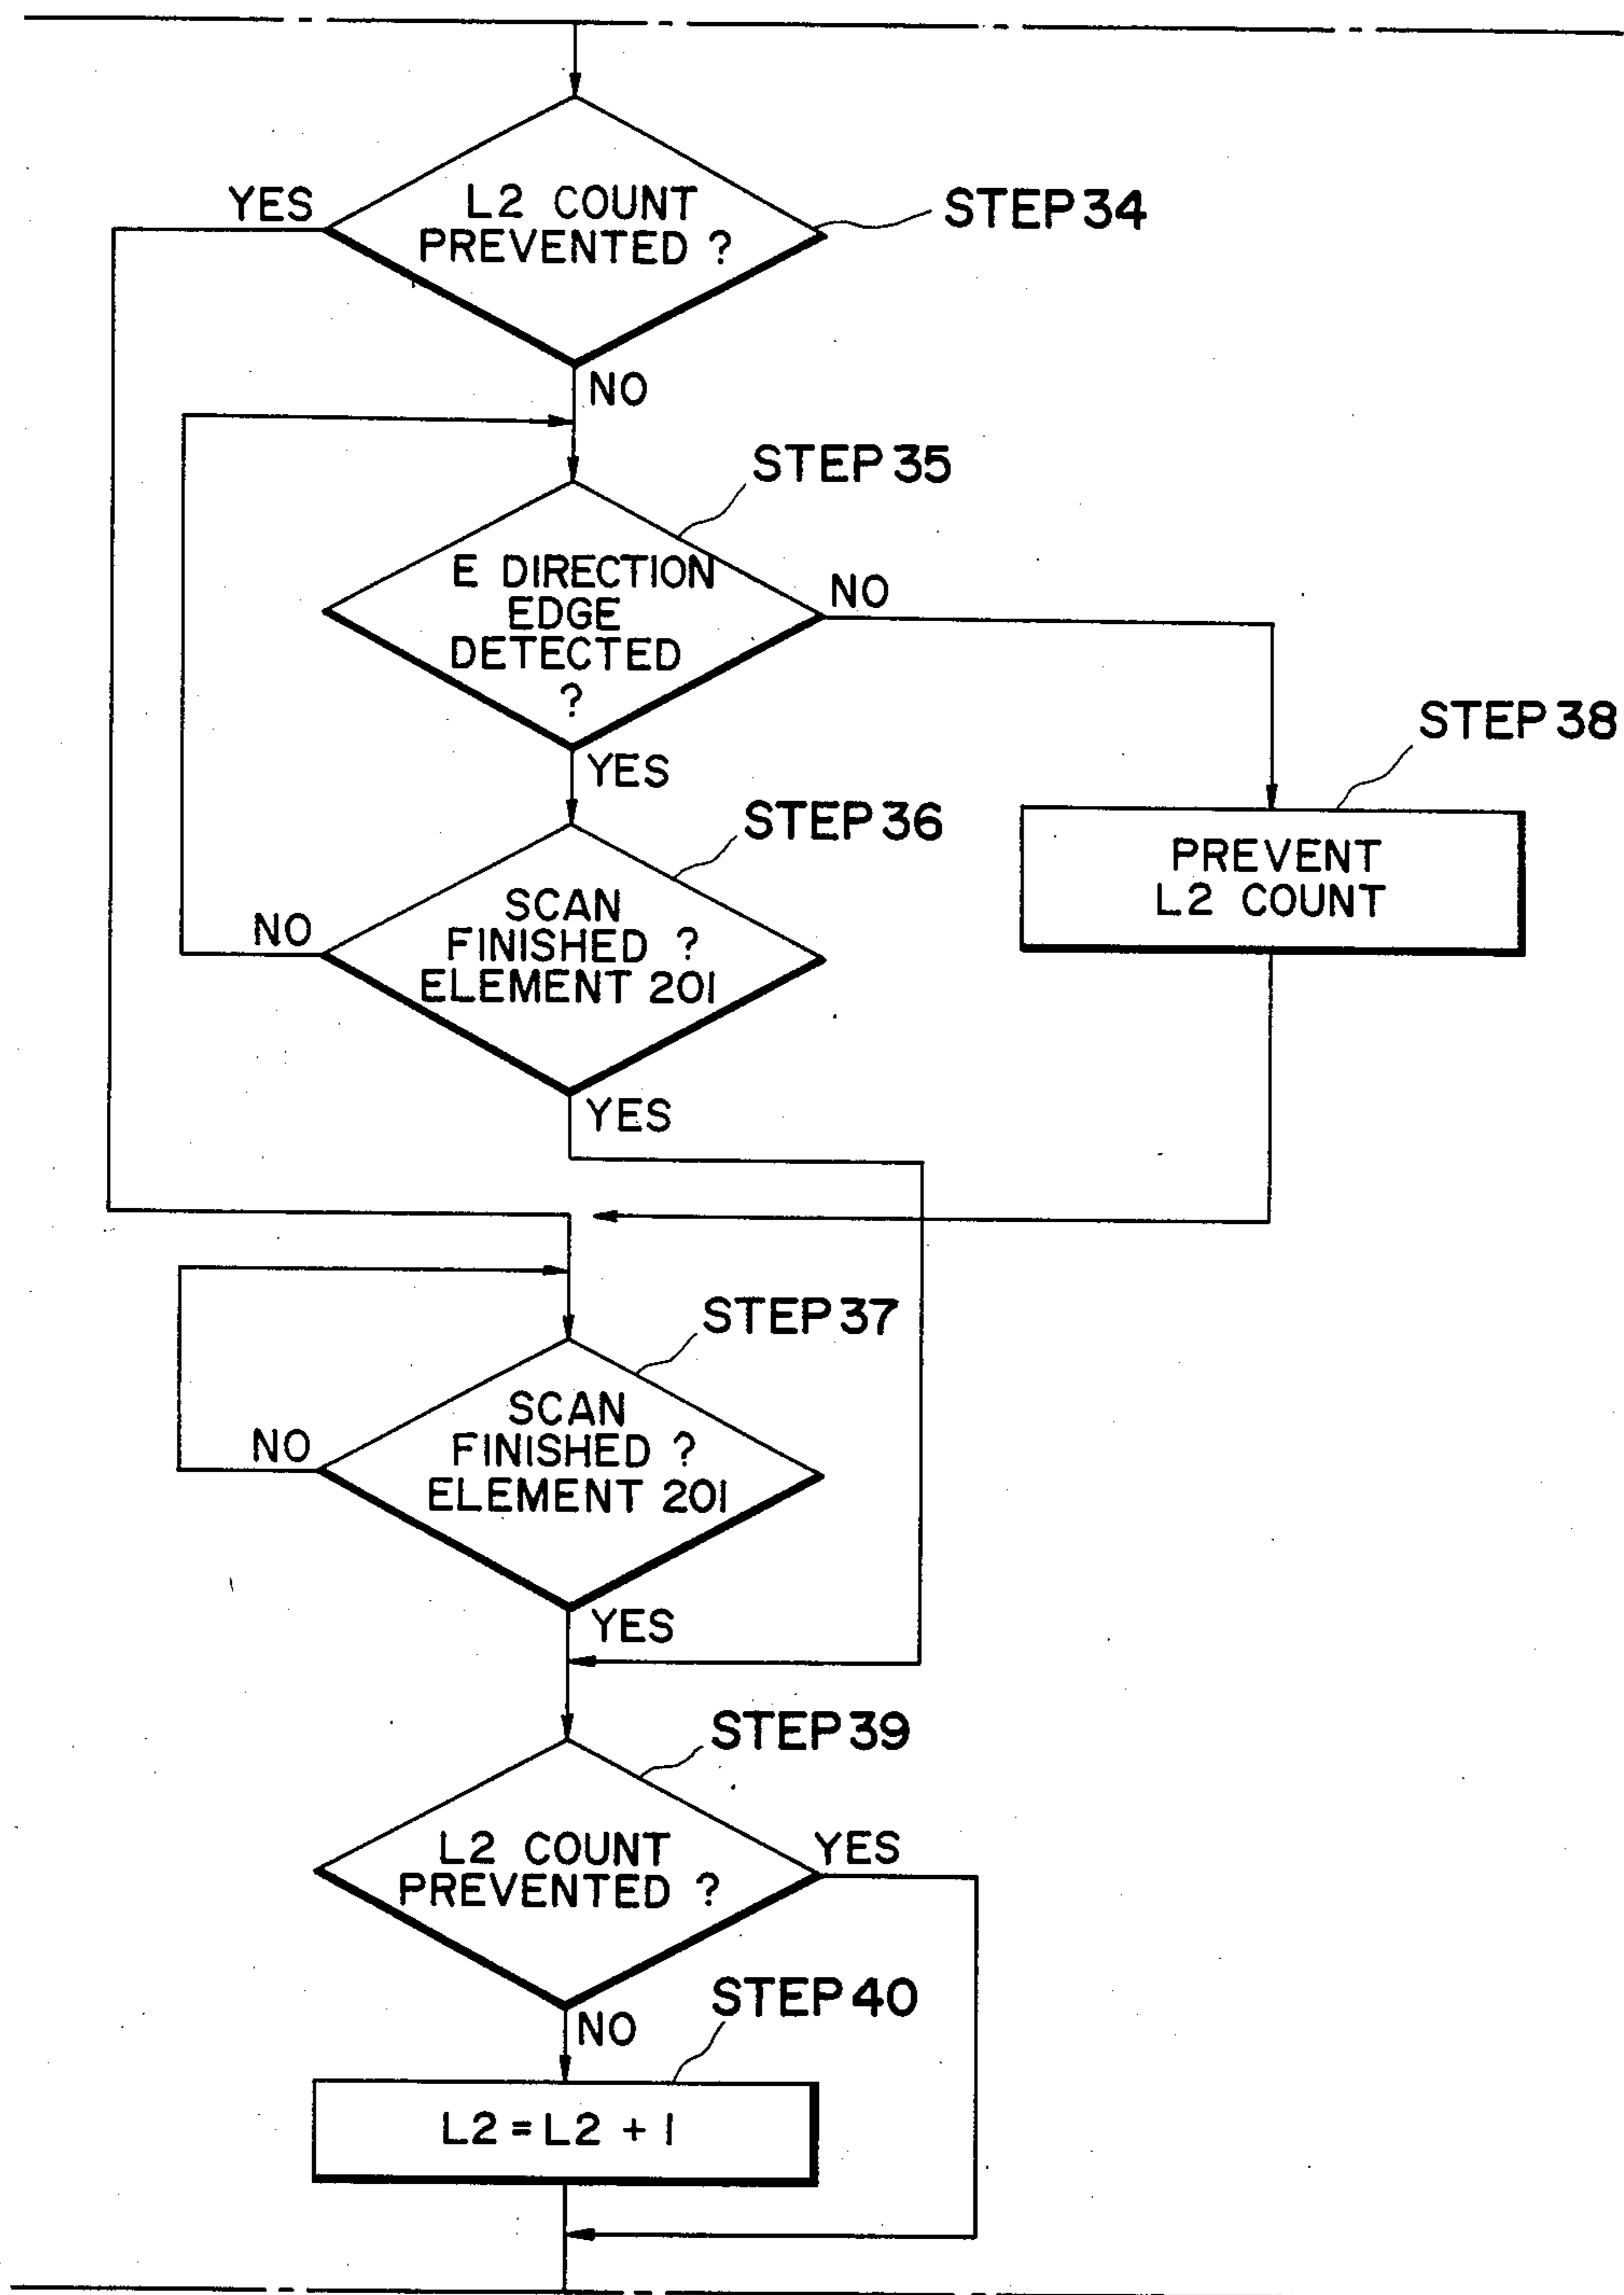 YES
L2 COUNT
PREVENTED ?
STEP 34
NO
STEP 35
E DIRECTION
EDGE
DETECTED
?
NO
YES
STEP 38
PREVENT
L2 COUNT
STEP 36
SCAN
FINISHED ?
ELEMENT 201
NO
YES
STEP 37
SCAN
FINISHED ?
ELEMENT 201
NO
YES
STEP 39
L2 COUNT
PREVENTED ?
YES
NO
STEP 40
L2 = L2 + 1